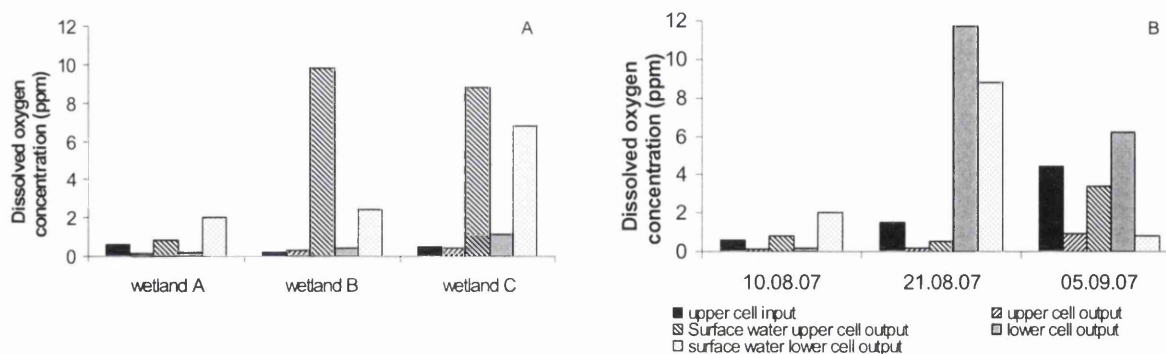 A
Dissolved oxygen
concentration (ppm)
12
10
8
6
4
2
0
wetland A wetland B wetland C
B
Dissolved oxygen
concentration (ppm)
12
10
8
6
4
2
0
10.08.07 21.08.07 05.09.07
upper cell input upper cell output
Surface water upper cell output lower cell output
surface water lower cell output